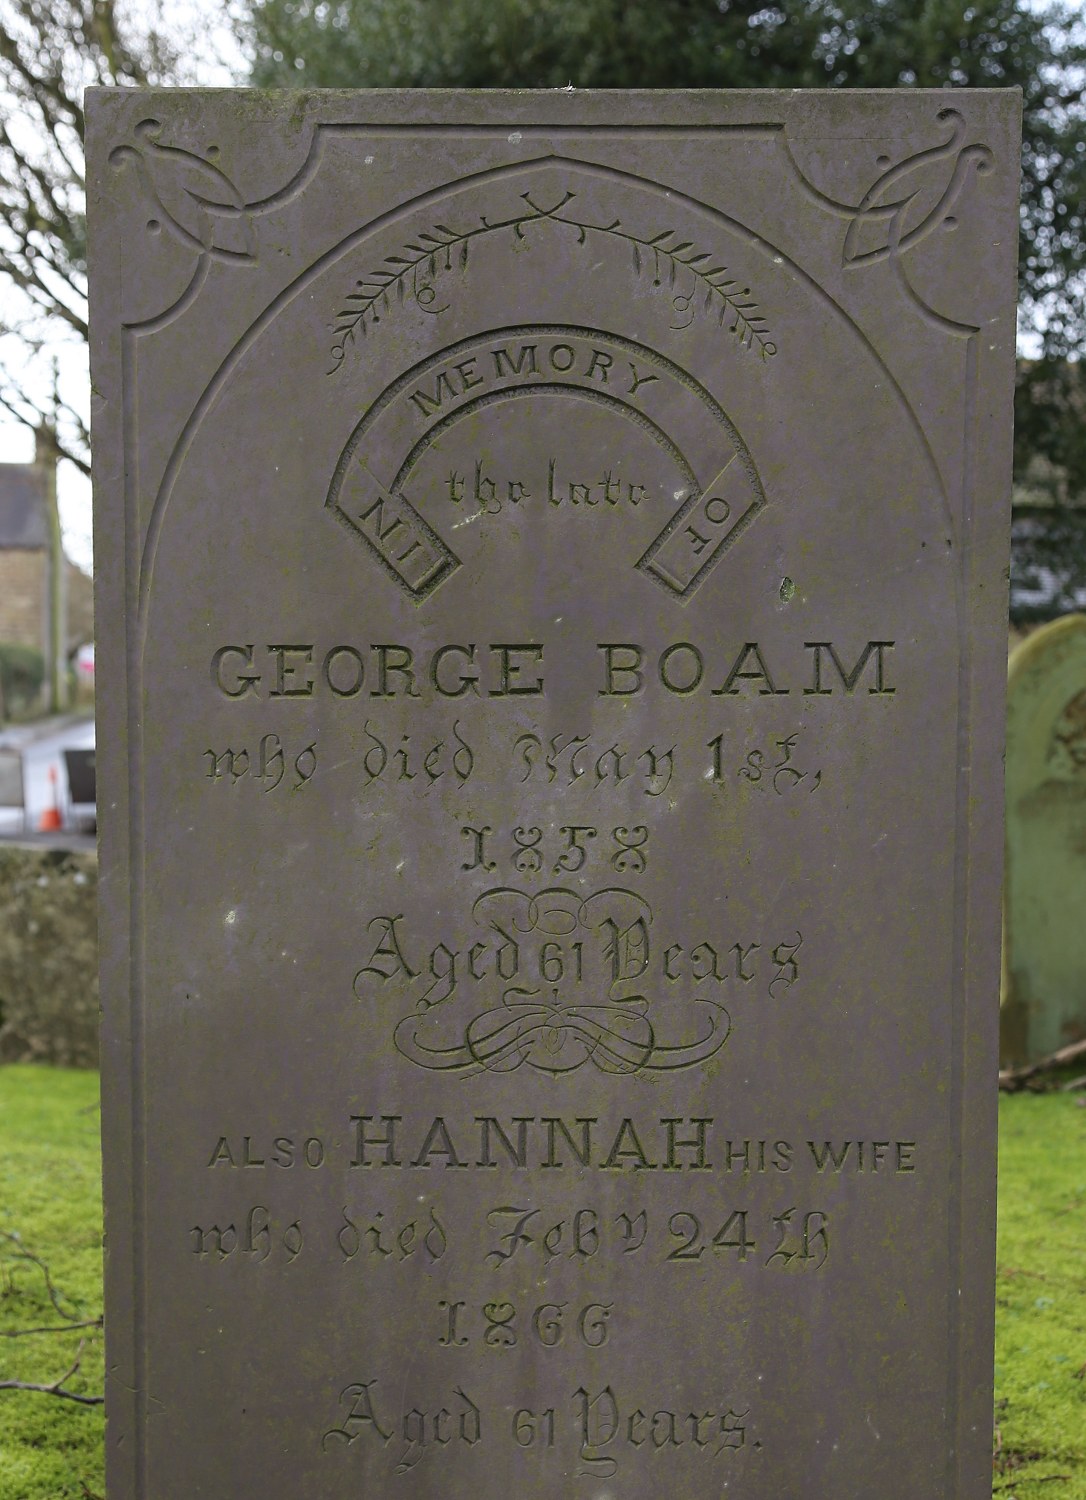 IN MEMORY OF
the late
GEORGE BOAM
who died May 1st,
1858
Aged 61 Years
ALSO HANNAH HIS WIFE
who died Feby 24th
1866
Aged 61 Years.